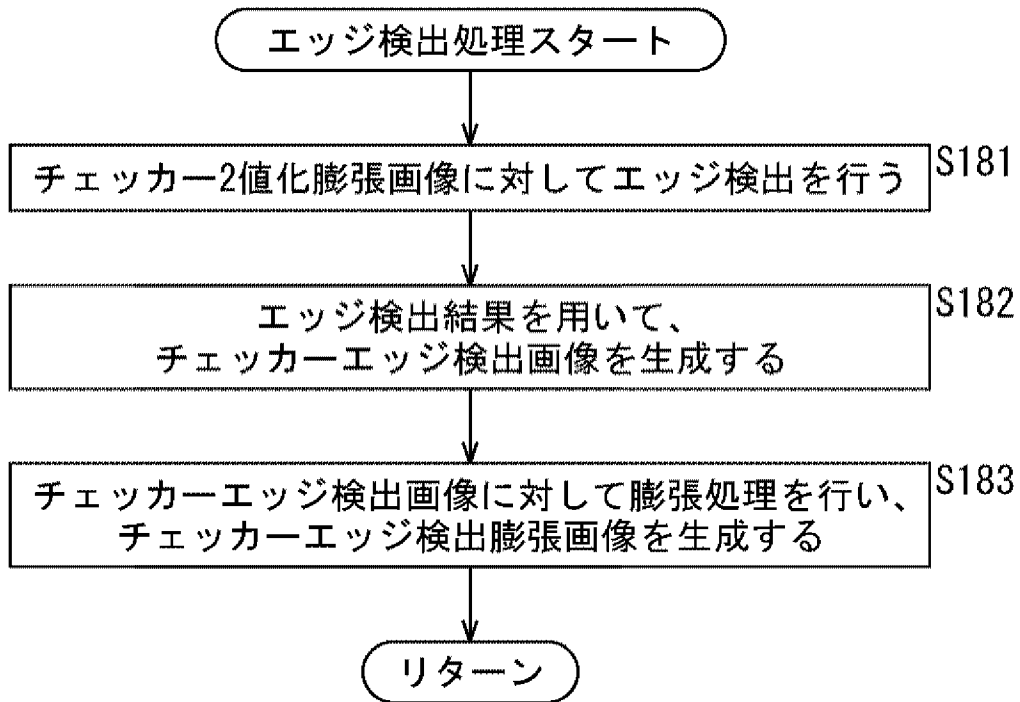 エッジ検出処理スタート
チェッカー2値化膨張画像に対してエッジ検出を行う
S181
エッジ検出結果を用いて、
チェッカーエッジ検出画像を生成する
S182
チェッカーエッジ検出画像に対して膨張処理を行い、
チェッカーエッジ検出膨張画像を生成する
S183
リターン